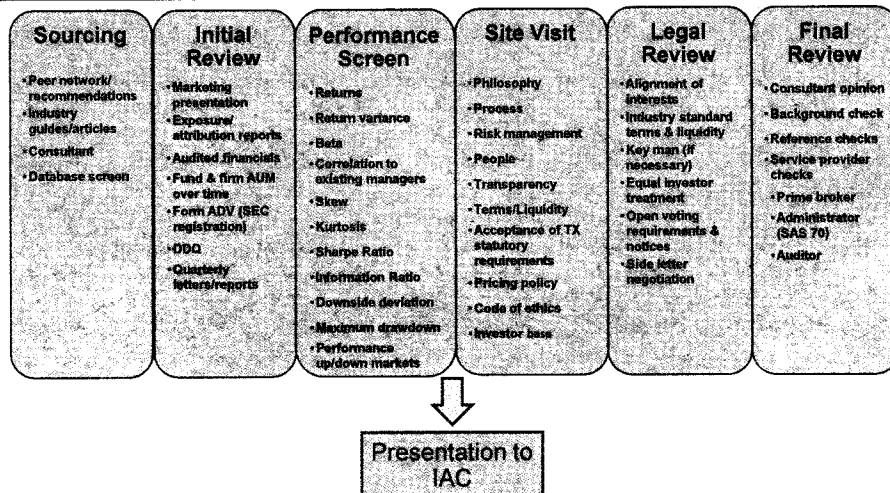 Sourcing
• Peer network/
recommendations
• Industry
guides/articles
• Consultant
• Database screen
Initial
Review
• Marketing
presentation
• Exposure/
attribution reports
• Audited financials
• Fund & firm AUM
over time
• Form ADV (SEC
registration)
• DDQ
• Quarterly
letters/reports
Performance
Screen
• Returns
• Return variance
• Beta
• Correlation to
existing managers
• Skew
• Kurtosis
• Sharpe Ratio
• Information Ratio
• Downside deviation
• Maximum drawdown
• Performance
up/down markets
Site Visit
• Philosophy
• Process
• Risk management
• People
• Transparency
• Terms/Liquidity
• Acceptance of TX
statutory
requirements
• Pricing policy
• Code of ethics
• Investor base
Legal
Review
• Alignment of
interests
• Industry standard
terms & liquidity
• Key man (if
necessary)
• Equal investor
treatment
• Open voting
requirements &
notices
• Side letter
negotiation
Final
Review
• Consultant opinion
• Background check
• Reference checks
• Service provider
checks
• Prime broker
• Administrator
(SAS 70)
• Auditor
Presentation to
IAC